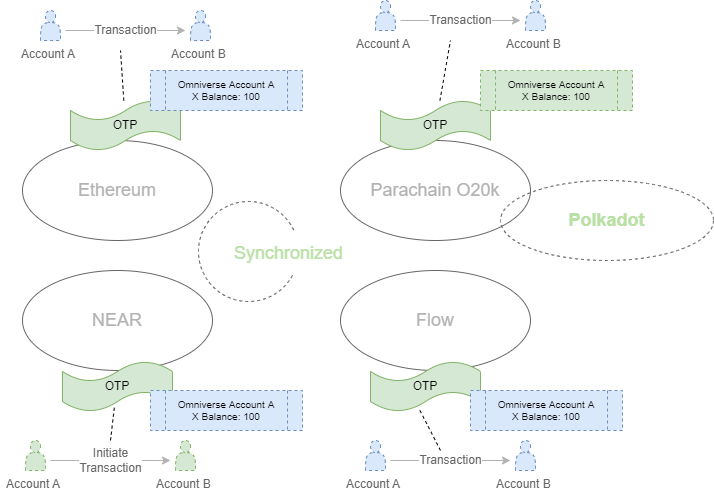 Transaction
Account A
Account B
Omniverse Account A
X Balance: 100
OTP
Ethereum
Transaction
Account A
Account B
Omniverse Account A
X Balance: 100
OTP
Parachain O20k
Polkadot
Synchronized
NEAR
OTP
Omniverse Account A
X Balance: 100
Initiate
Transaction
Account A
Account B
Flow
OTP
Omniverse Account A
X Balance: 100
Transaction
Account A
Account B